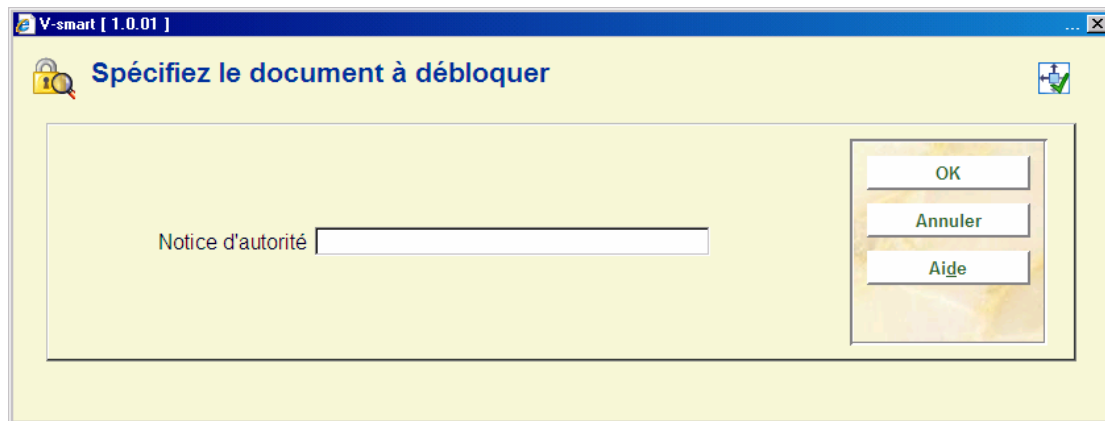 V-smart [ 1.0.01 ] ...
Spécifiez le document à débloquer
Notice d'autorité
OK
Annuler
Aide